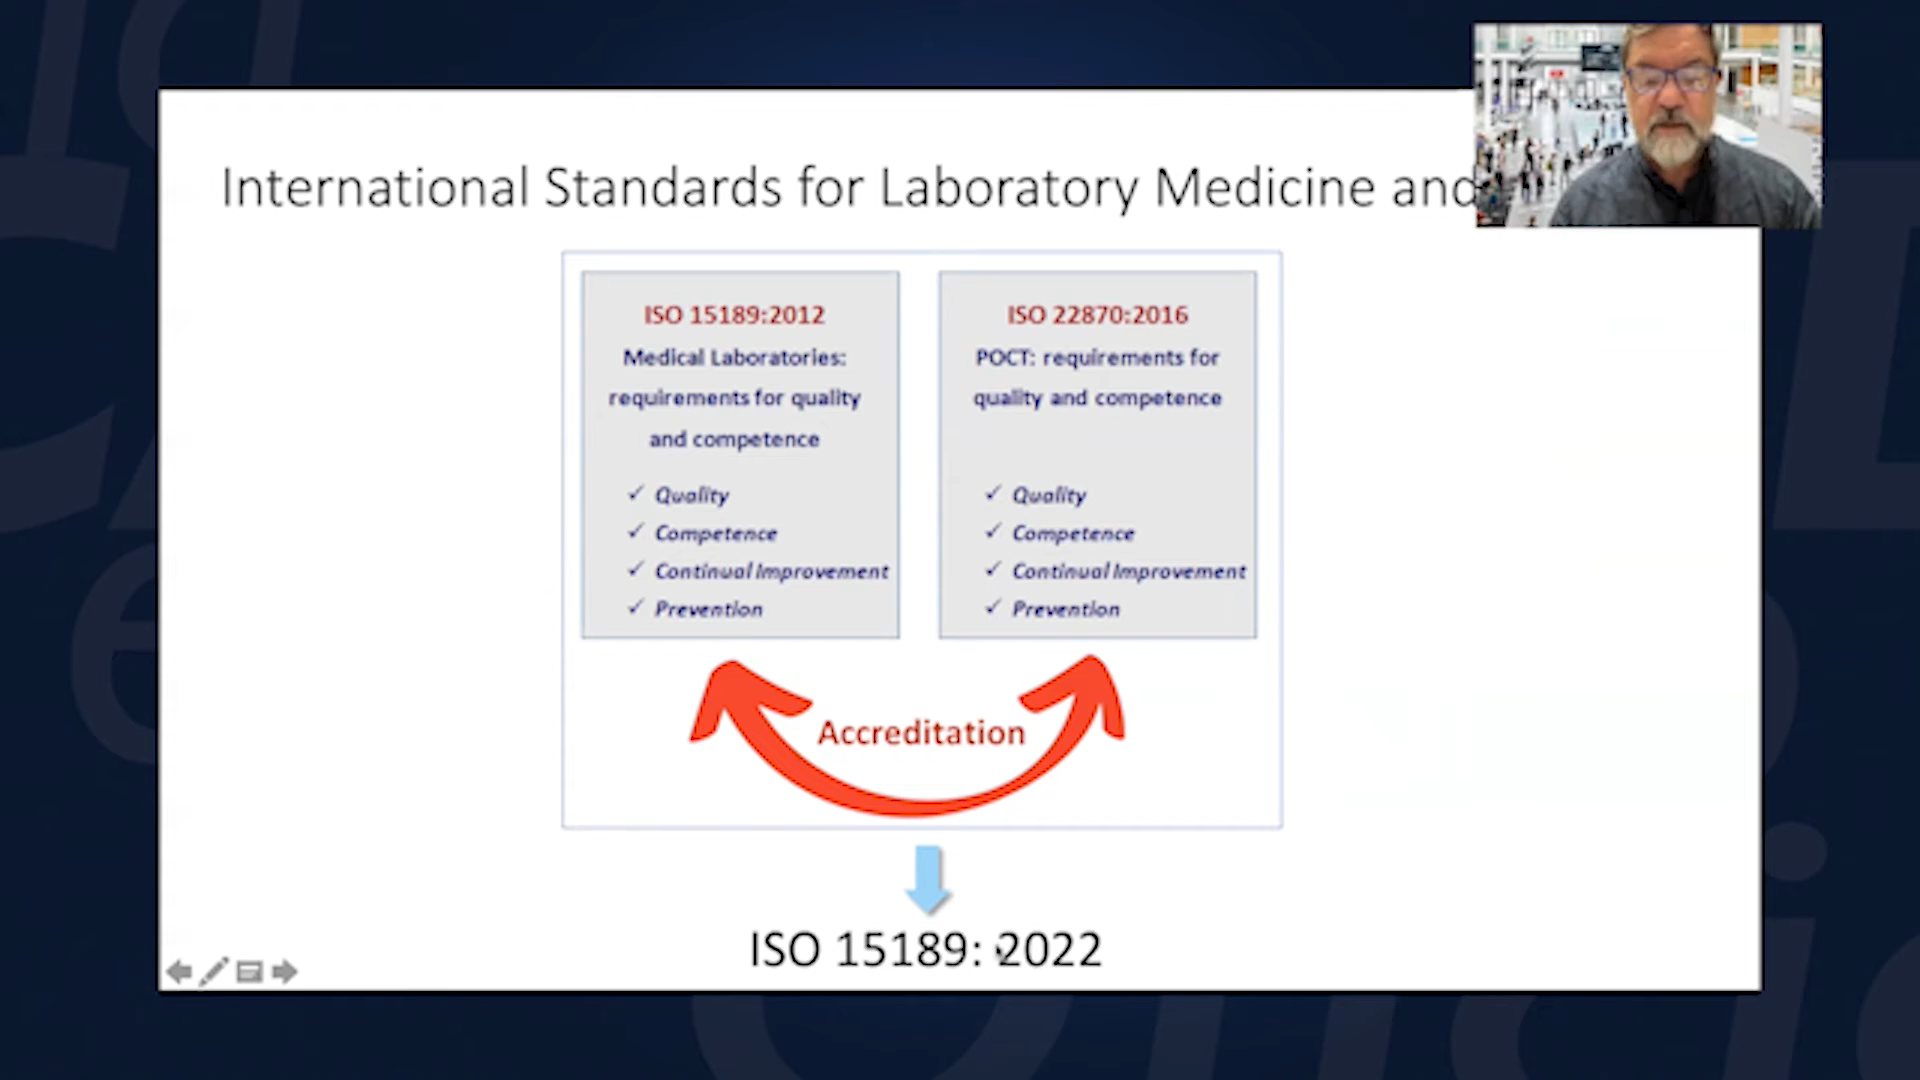 International Standards for Laboratory Medicine and
ISO 15189:2012
Medical Laboratories:
requirements for quality
and competence
✓ Quality
✓ Competence
✓ Continual Improvement
✓ Prevention
ISO 22870:2016
POCT: requirements for
quality and competence
✓ Quality
✓ Competence
✓ Continual Improvement
✓ Prevention
Accreditation
ISO 15189: 2022